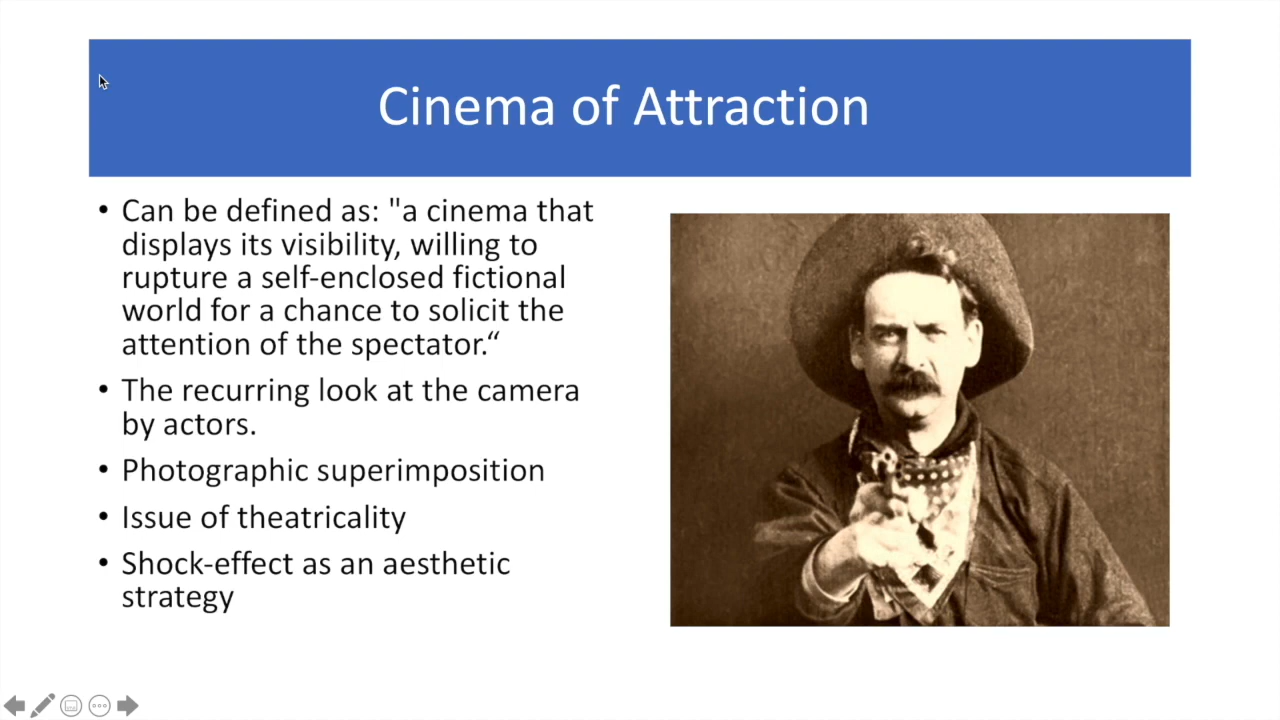 Cinema of Attraction
• Can be defined as: "a cinema that
displays its visibility, willing to
rupture a self-enclosed fictional
world for a chance to solicit the
attention of the spectator.“
• The recurring look at the camera
by actors.
• Photographic superimposition
• Issue of theatricality
• Shock-effect as an aesthetic
strategy